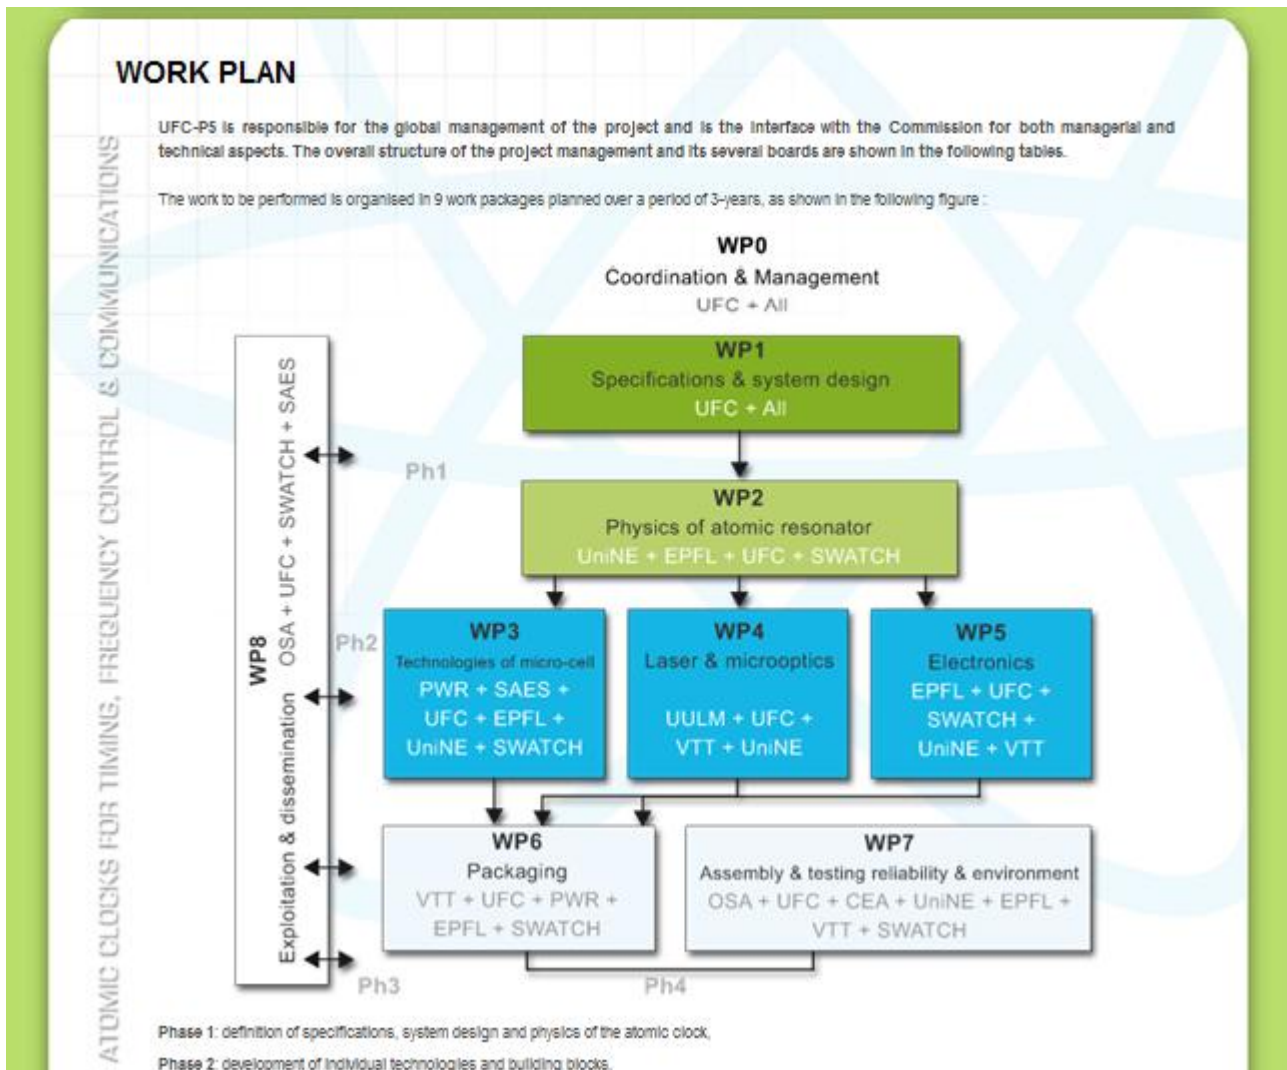 WORK PLAN
UFC-P5 is responsible for the global management of the project and is the interface with the Commission for both managerial and
technical aspects. The overall structure of the project management and its several boards are shown in the following tables.
The work to be performed is organised in 9 work packages planned over a period of 3-years, as shown in the following figure :
ATOMIC CLOCKS FOR TIMING, FREQUENCY CONTROL & COMMUNICATIONS
WP0
Coordination & Management
UFC + All
WP1
Specifications & system design
UFC + All
WP8
Exploitation & dissemination OSA + UFC + SWATCH + SAES
Ph1
WP2
Physics of atomic resonator
UniNE + EPFL + UFC + SWATCH
Ph2
WP3
Technologies of micro-cell
PWR + SAES +
UFC + EPFL +
UniNE + SWATCH
WP4
Laser & microoptics
UULM + UFC +
VTT + UniNE
WP5
Electronics
EPFL + UFC +
SWATCH +
UniNE + VTT
WP6
Packaging
VTT + UFC + PWR +
EPFL + SWATCH
WP7
Assembly & testing reliability & environment
OSA + UFC + CEA + UniNE + EPFL +
VTT + SWATCH
Ph3
Ph4
Phase 1: definition of specifications, system design and physics of the atomic clock,
Phase 2: development of individual technologies and building blocks.